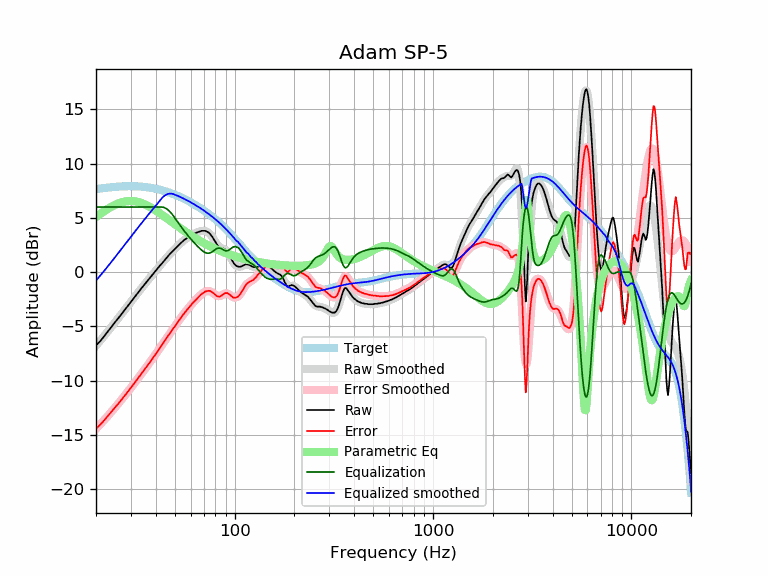 Adam SP-5
Amplitude (dBr)
15
10
5
0
−5
−10
−15
−20
Target
Raw Smoothed
Error Smoothed
Raw
Error
Parametric Eq
Equalization
Equalized smoothed
100
1000
10000
Frequency (Hz)